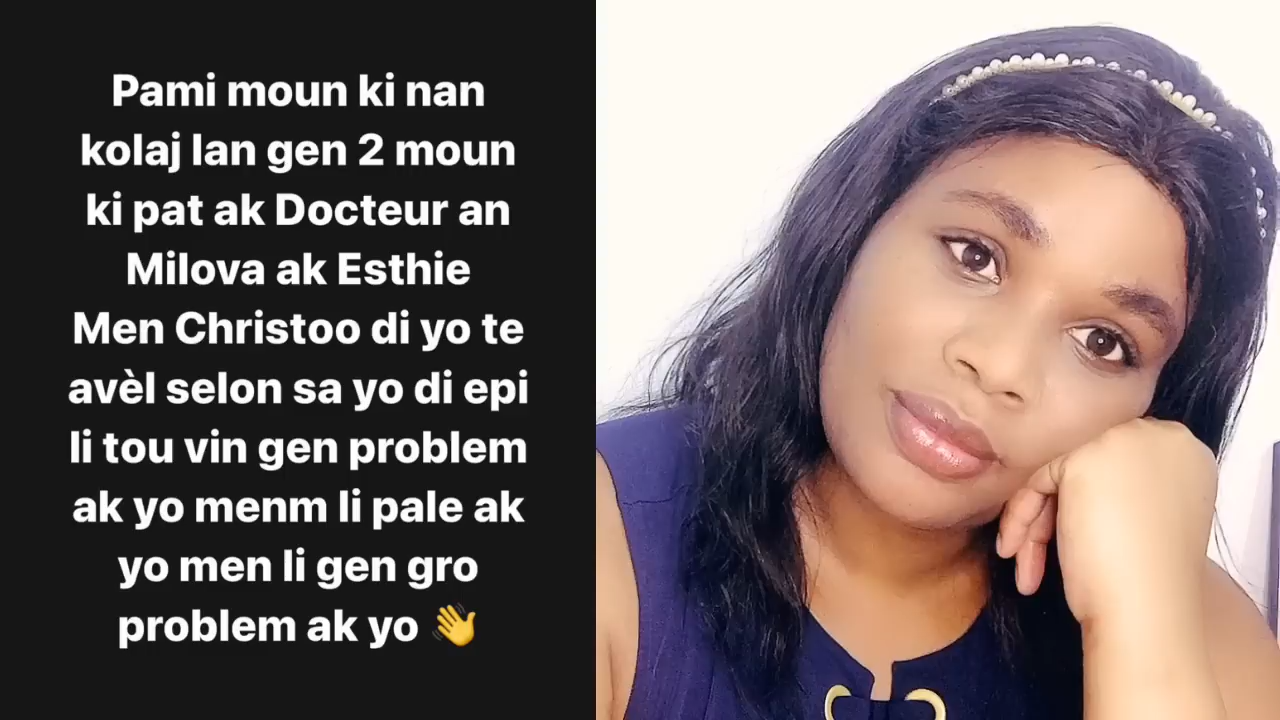 Pami moun ki nan
kolaj lan gen 2 moun
ki pat ak Docteur an
Milova ak Esthie
Men Christoo di yo te
avèl selon sa yo di epi
li tou vin gen problem
ak yo menm li pale ak
yo men li gen gro
problem ak yo 👋